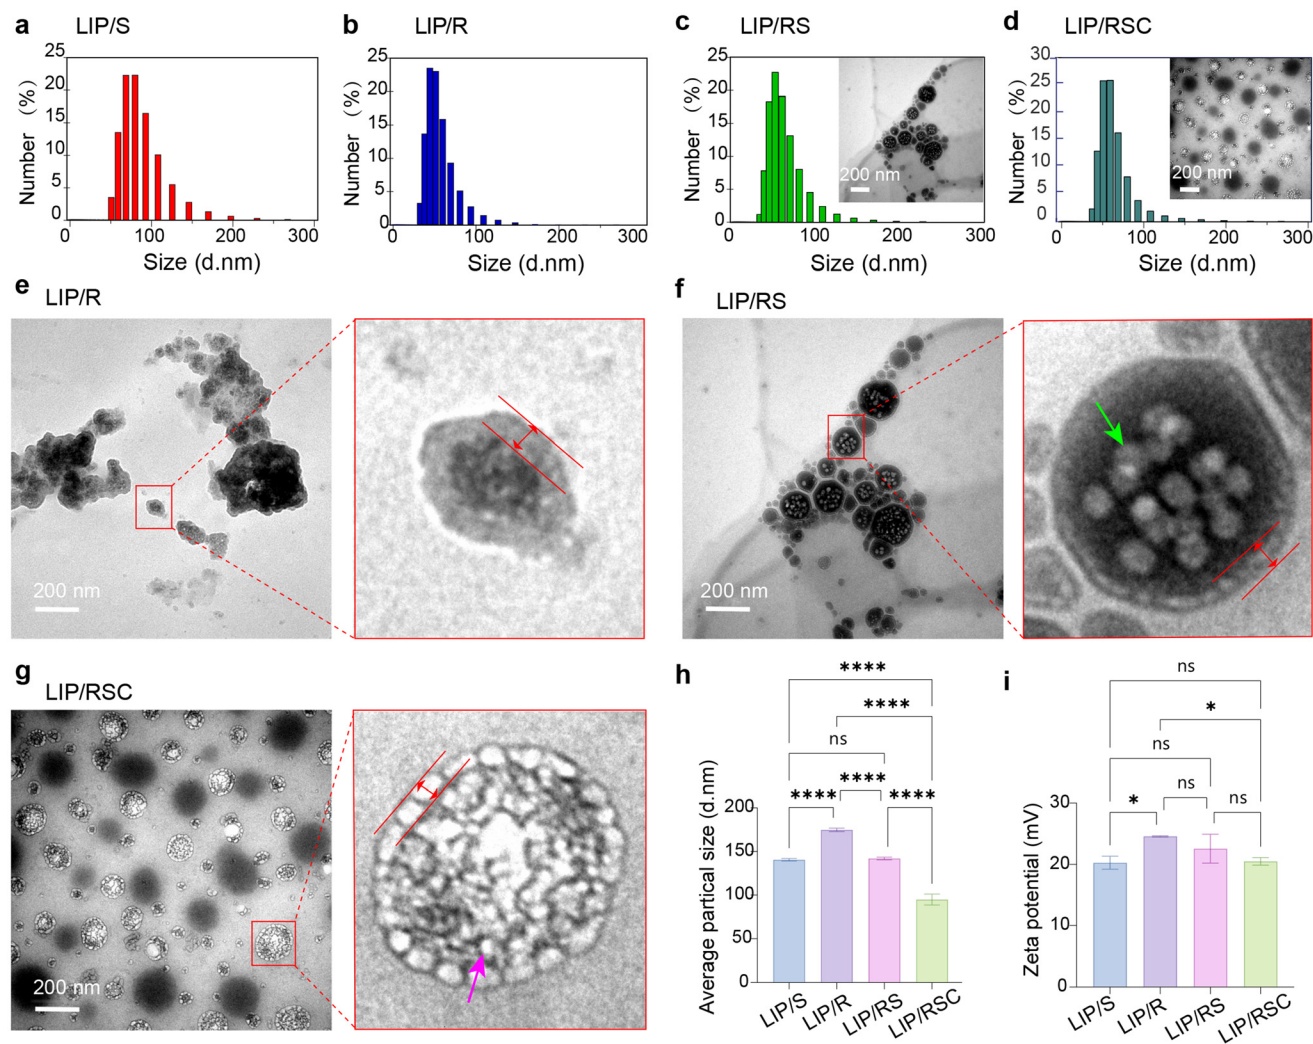 a LIP/S
25
20
15
10
5
0
Number (%)
0 100 200 300
Size (d.nm)
b LIP/R
25
20
15
10
5
0
Number (%)
0 100 200 300
Size (d.nm)
c LIP/RS
25
20
15
10
5
0
Number (%)
200 nm
0 100 200 300
Size (d.nm)
d LIP/RSC
30
25
20
15
10
5
0
Number (%)
200 nm
0 100 200 300
Size (d.nm)
e LIP/R
200 nm
f LIP/RS
200 nm
g LIP/RSC
200 nm
h
****
****
ns
****
**** ****
200
150
100
50
0
Average partical size (d.nm)
LIP/S LIP/R LIP/RS LIP/RSC
i
ns
*
ns
ns
* ns
30
20
10
0
Zeta potential (mV)
LIP/S LIP/R LIP/RS LIP/RSC